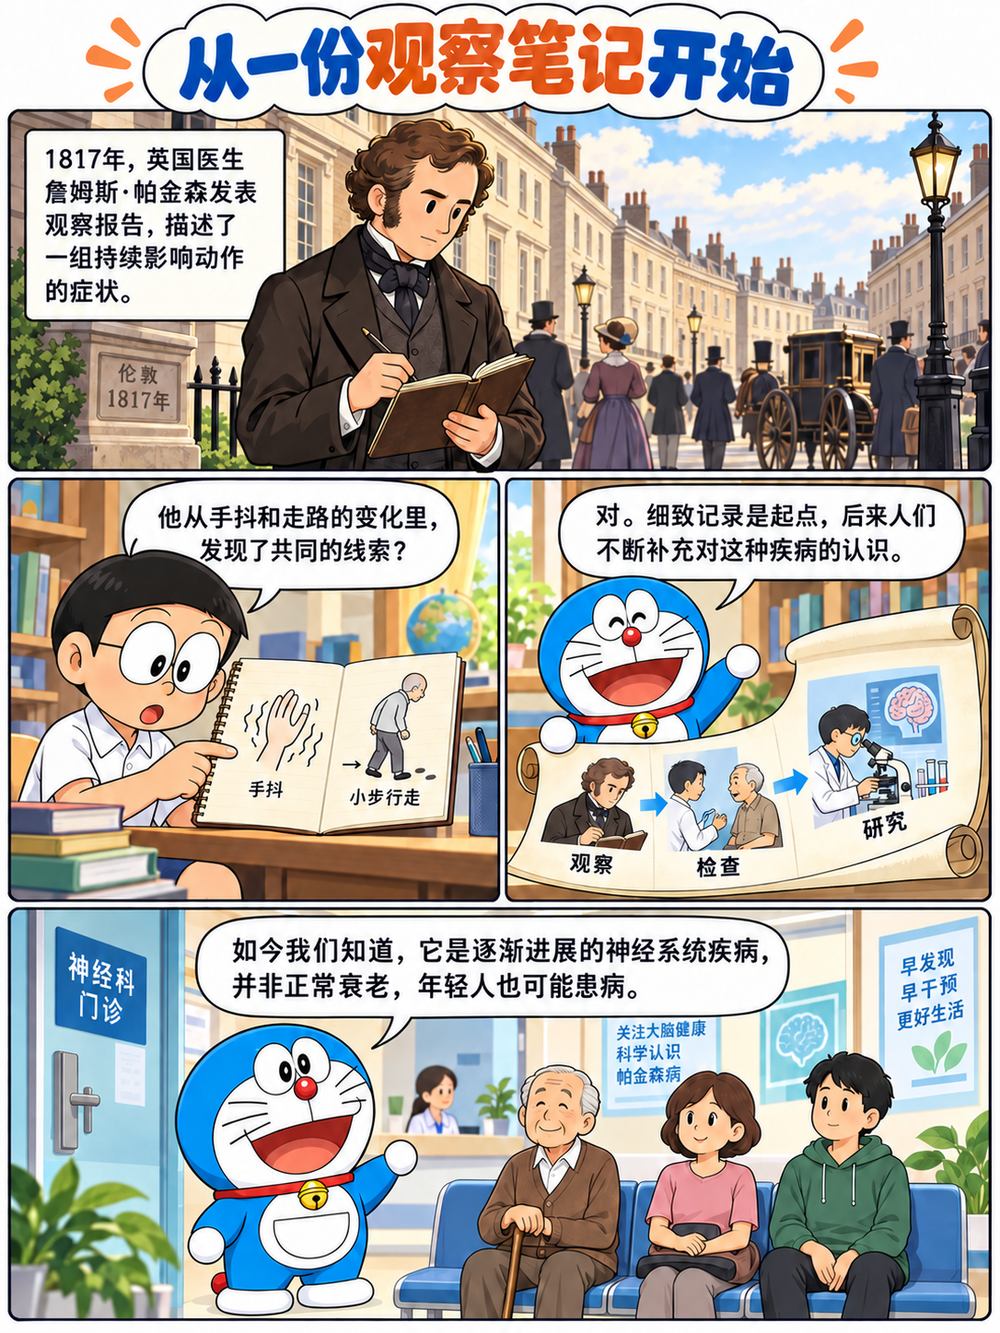 从一份观察笔记开始
1817年，英国医生
詹姆斯·帕金森发表
观察报告，描述了
一组持续影响动作
的症状。
伦敦
1817年
他从手抖和走路的变化里，
发现了共同的线索？
手抖
小步行走
对。细致记录是起点，后来人们
不断补充对这种疾病的认识。
观察
检查
研究
如今我们知道，它是逐渐进展的神经系统疾病，
并非正常衰老，年轻人也可能患病。
神经科
门诊
关注大脑健康
科学认识
帕金森病
早发现
早干预
更好生活